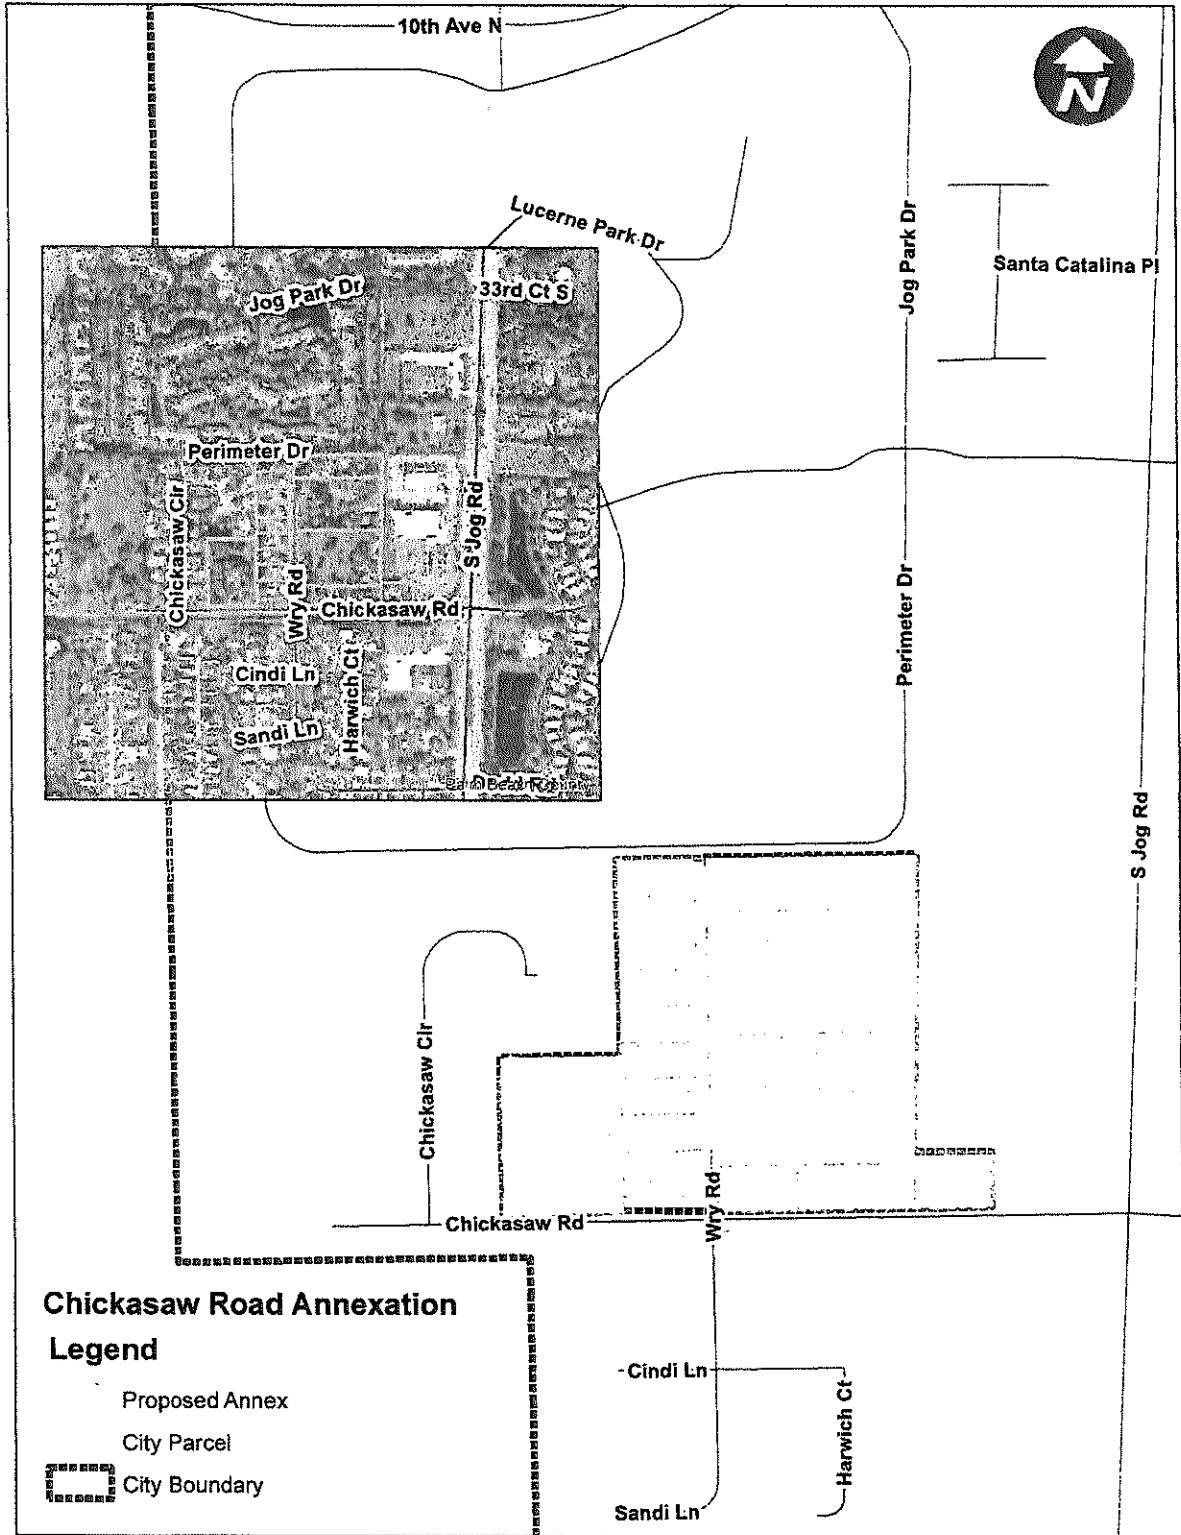 10th Ave N
N
Lucerne Park Dr
Jog Park Dr
Santa Catalina Pl
Jog Park Dr
33rd Ct S
Perimeter Dr
Chickasaw Cir
S Jog Rd
Wry Rd
Chickasaw Rd
Cindi Ln
Harwich Ct
Sandi Ln
Perimeter Dr
S Jog Rd
Chickasaw Cir
Wry Rd
Chickasaw Rd
Chickasaw Road Annexation
Legend
Proposed Annex
City Parcel
City Boundary
Cindi Ln
Harwich Ct
Sandi Ln